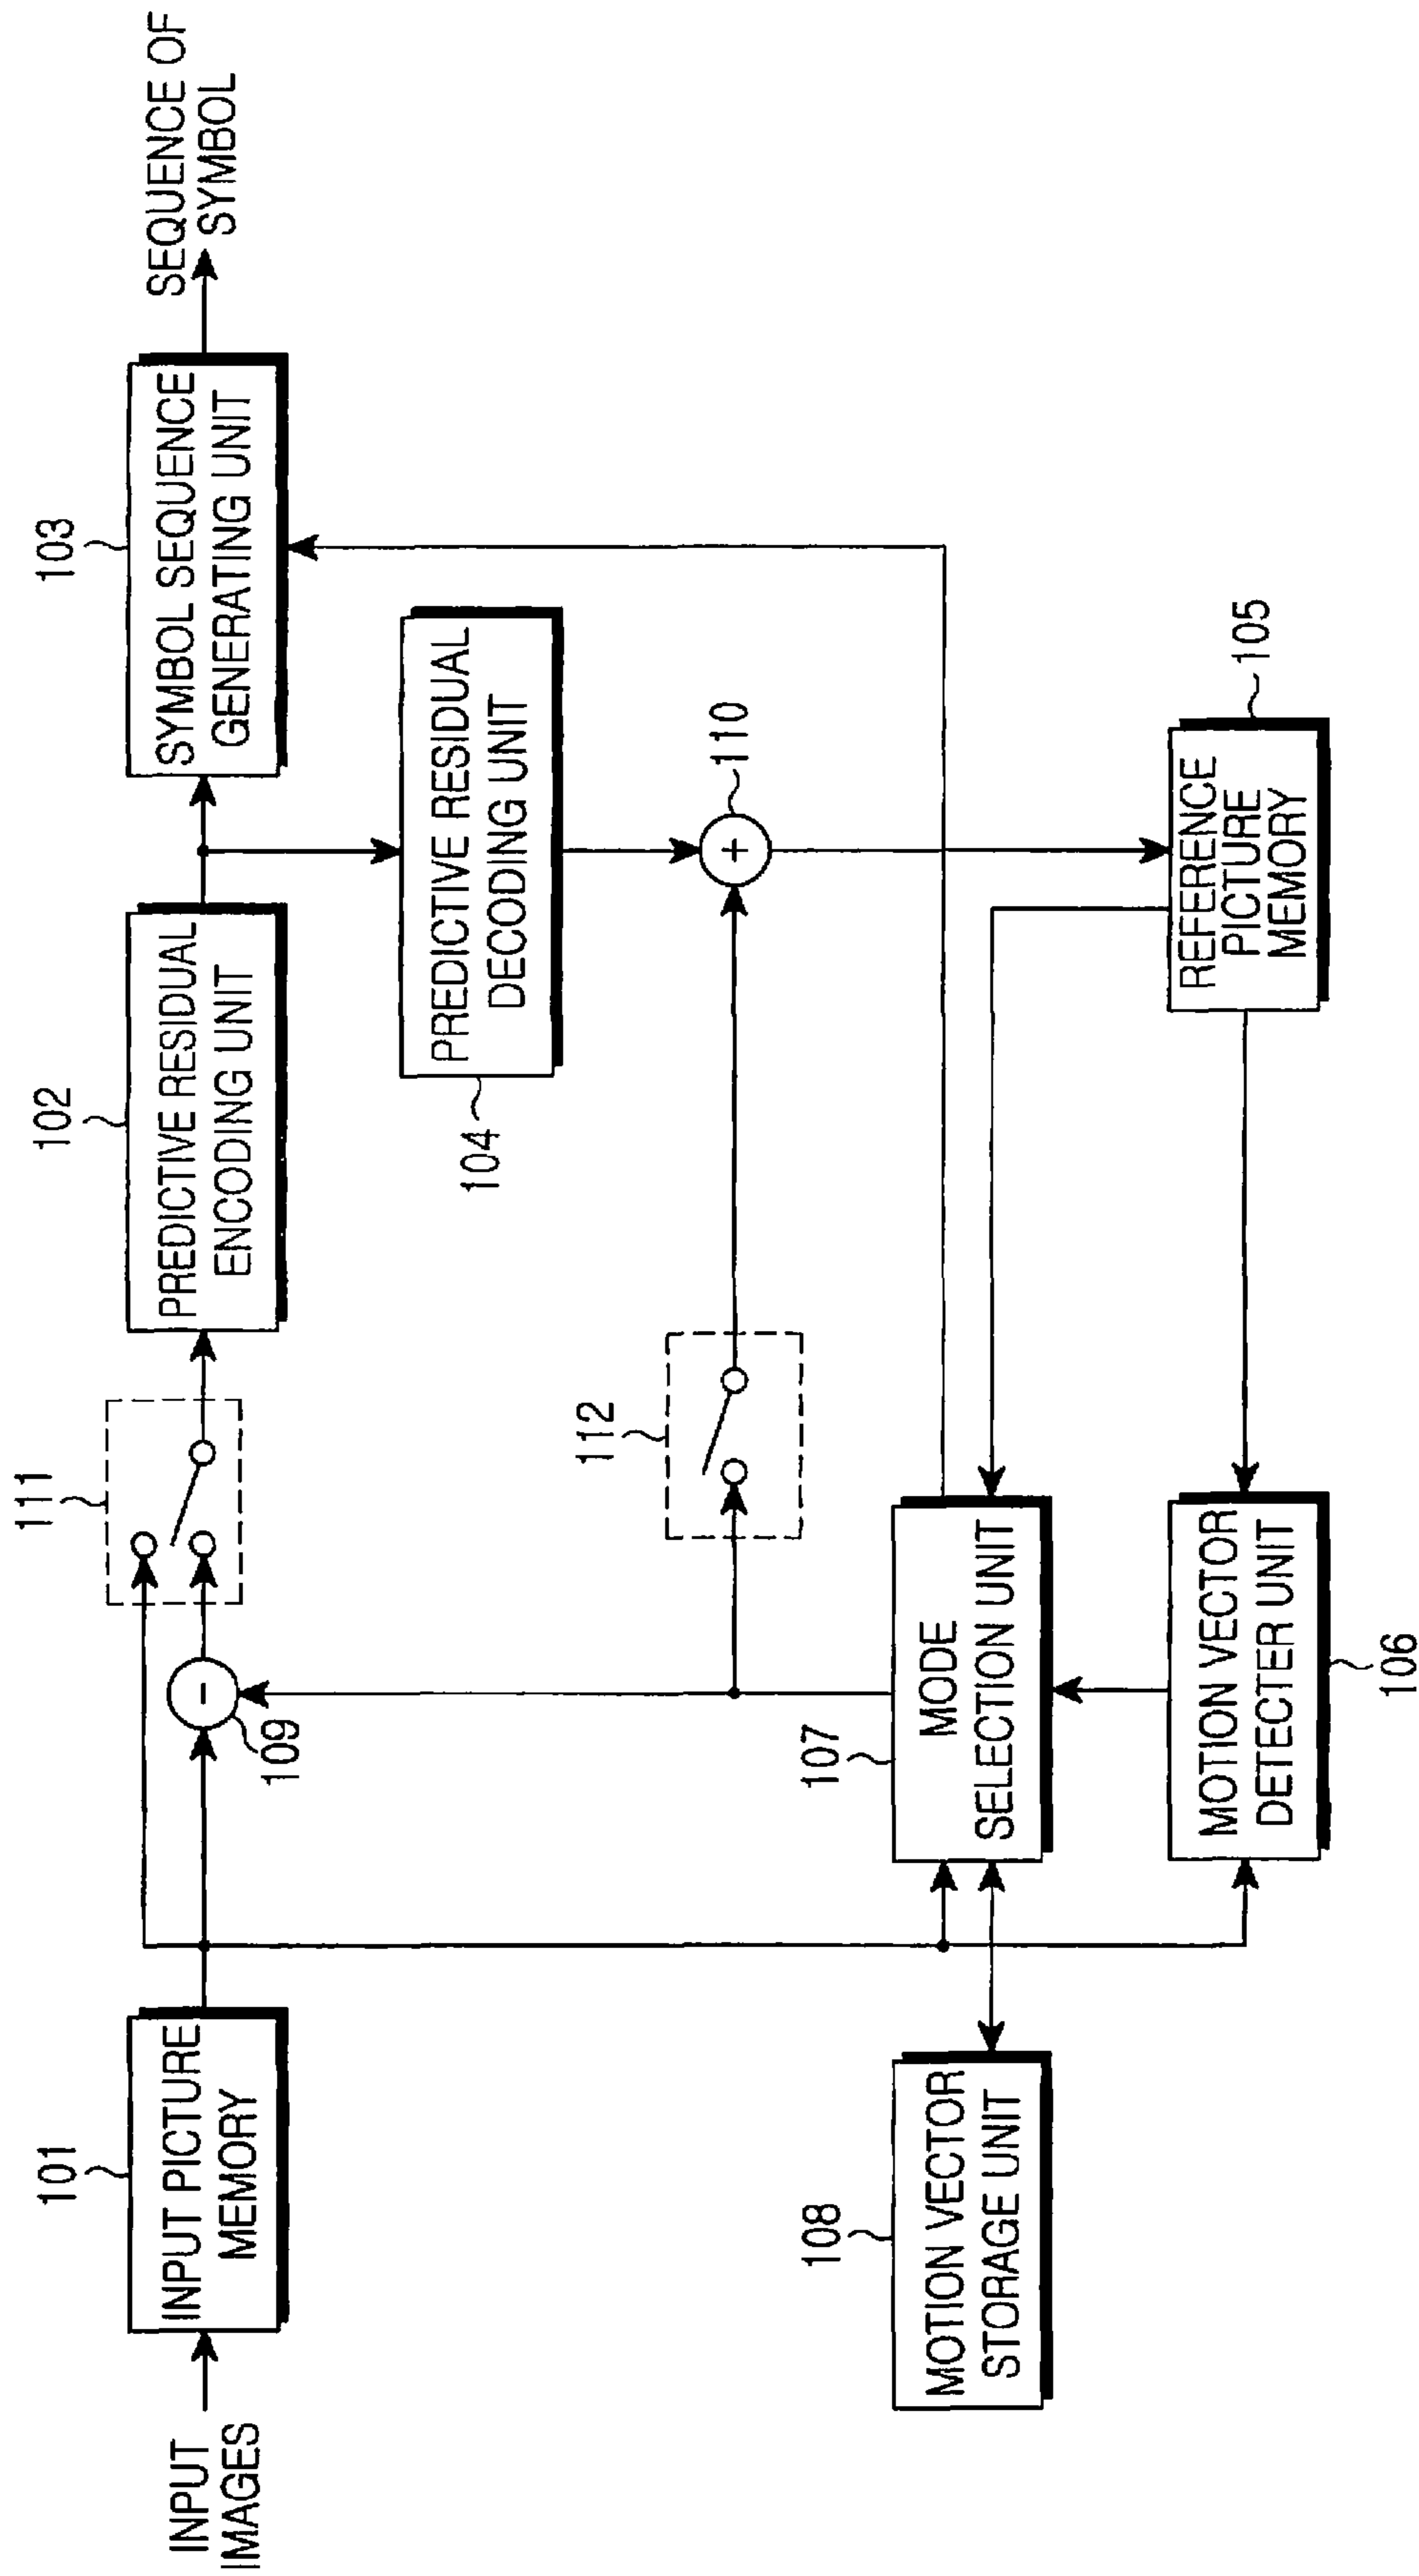 INPUT
IMAGES
101
INPUT PICTURE
MEMORY
109
-
111
102
PREDICTIVE RESIDUAL
ENCODING UNIT
103
SYMBOL SEQUENCE
GENERATING UNIT
SEQUENCE OF
SYMBOL
104
PREDICTIVE RESIDUAL
DECODING UNIT
112
110
+
108
MOTION VECTOR
STORAGE UNIT
107
MODE
SELECTION UNIT
106
MOTION VECTOR
DETECTER UNIT
105
REFERENCE
PICTURE
MEMORY